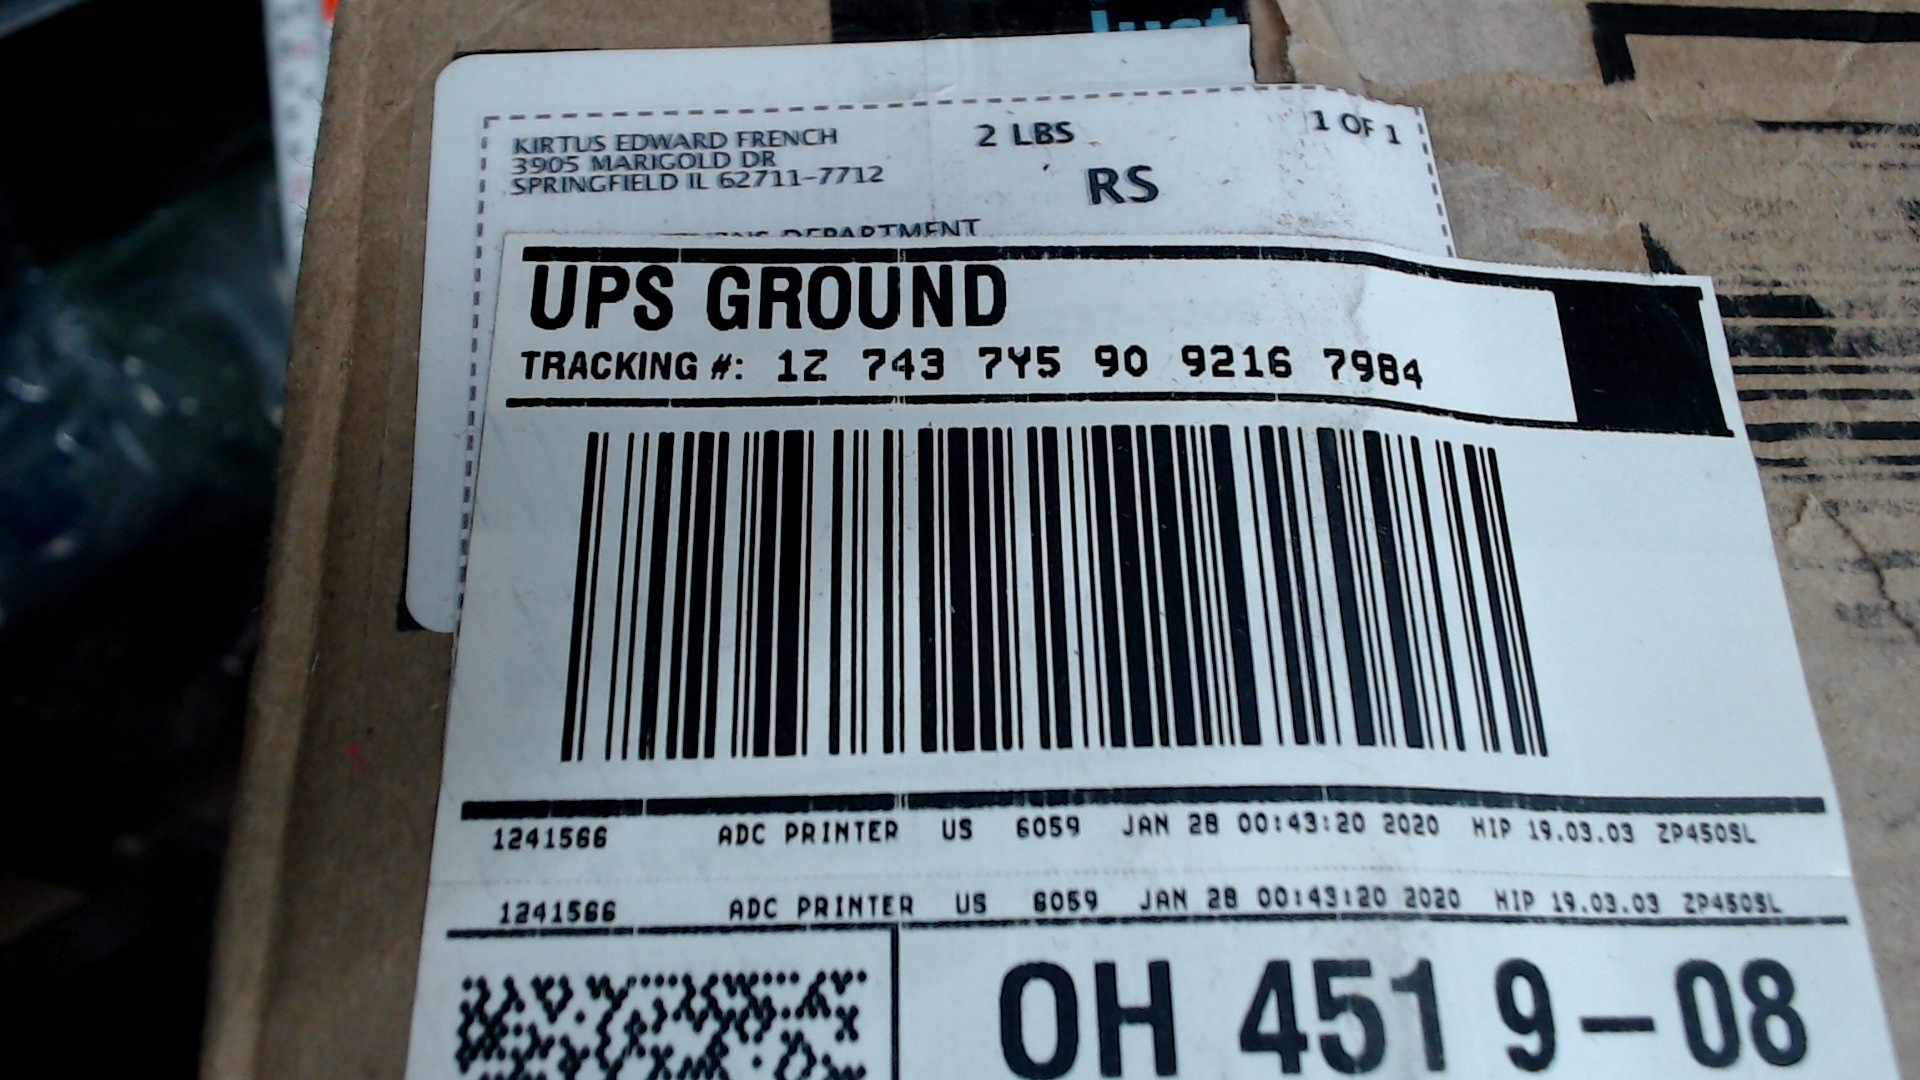 KIRTUS EDWARD FRENCH
3905 MARIGOLD DR
SPRINGFIELD IL 62711-7712
2 LBS
1 OF 1
RS
DEPARTMENT
UPS GROUND
TRACKING #: 1Z 743 7Y5 90 9216 7984
1241566 ADC PRINTER US 6059 JAN 28 00:43:20 2020 HIP 19.03.03 ZP450SL
1241566 ADC PRINTER US 6059 JAN 28 00:43:20 2020 HIP 19.03.03 ZP450SL
OH 451 9-08